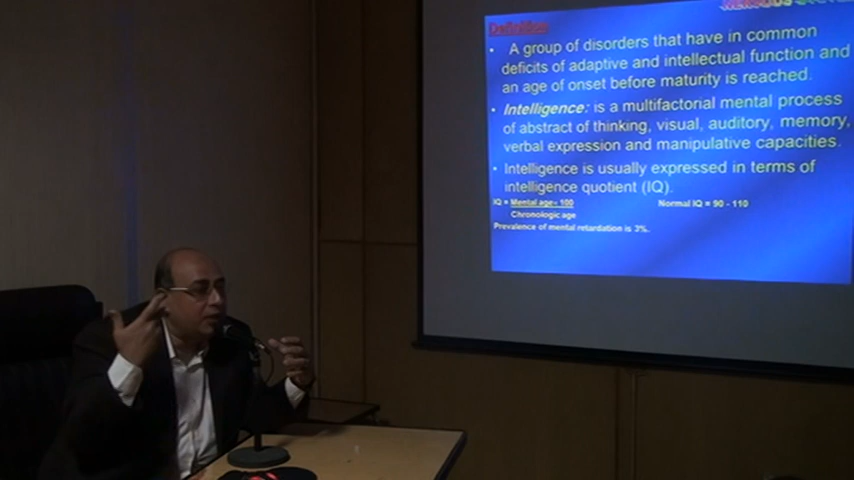 NERVOUS SYSTEM
Definition
• A group of disorders that have in common
deficits of adaptive and intellectual function and
an age of onset before maturity is reached.
• Intelligence: is a multifactorial mental process
of abstract of thinking, visual, auditory, memory,
verbal expression and manipulative capacities.
• Intelligence is usually expressed in terms of
intelligence quotient (IQ).
IQ = Mental age × 100 Normal IQ = 90 - 110
Chronologic age
Prevalence of mental retardation is 3%.